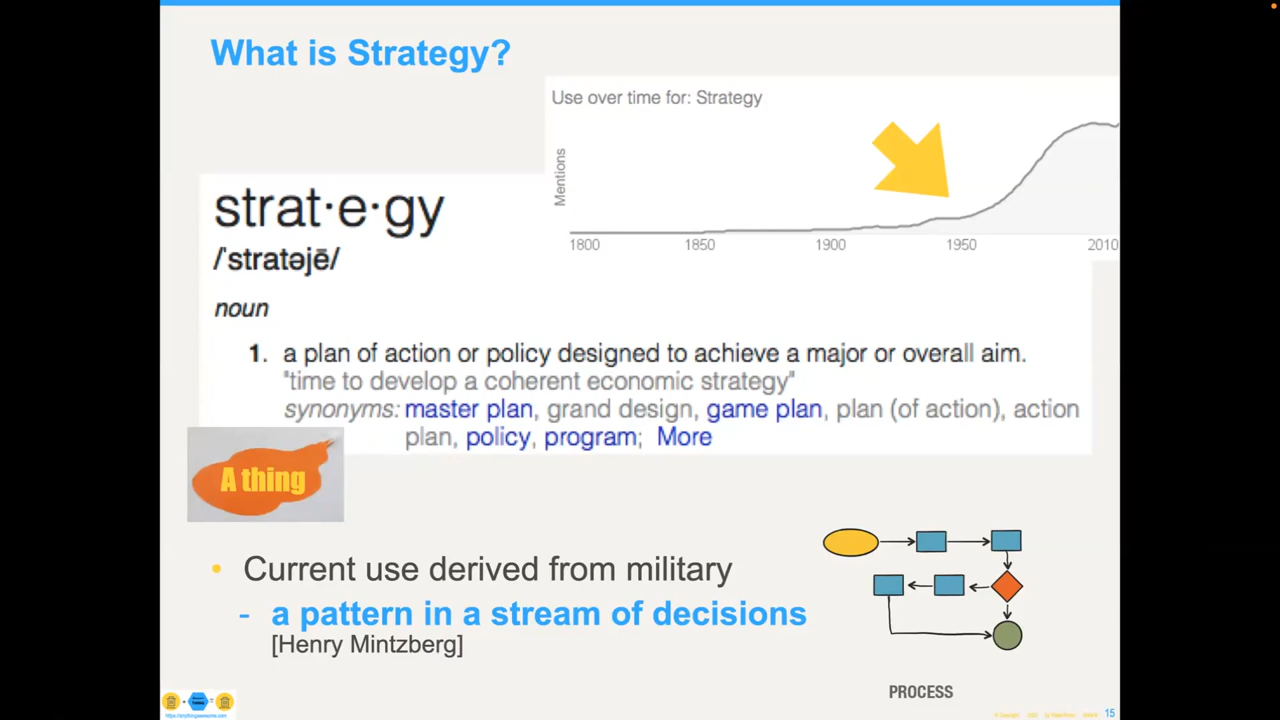 What is Strategy?
Use over time for: Strategy
Mentions
1800 1850 1900 1950 2010
strat·e·gy
/ˈstratəjē/
noun
1. a plan of action or policy designed to achieve a major or overall aim.
"time to develop a coherent economic strategy"
synonyms: master plan, grand design, game plan, plan (of action), action
plan, policy, program; More
A thing
• Current use derived from military
- a pattern in a stream of decisions
[Henry Mintzberg]
PROCESS
https://anythingawesome.com
15